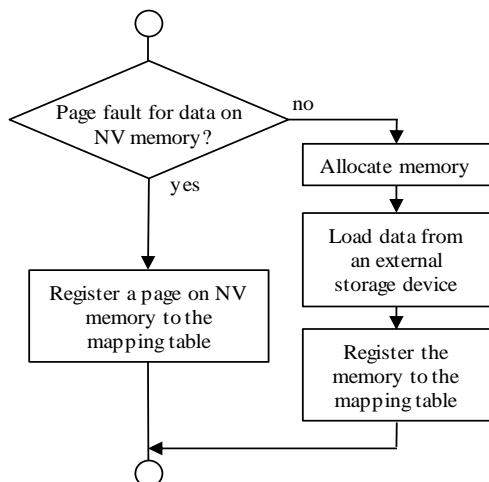 Page fault for data on
NV memory?
no
yes
Allocate memory
Load data from
an external
storage device
Register a page on NV
memory to the
mapping table
Register the
memory to the
mapping table